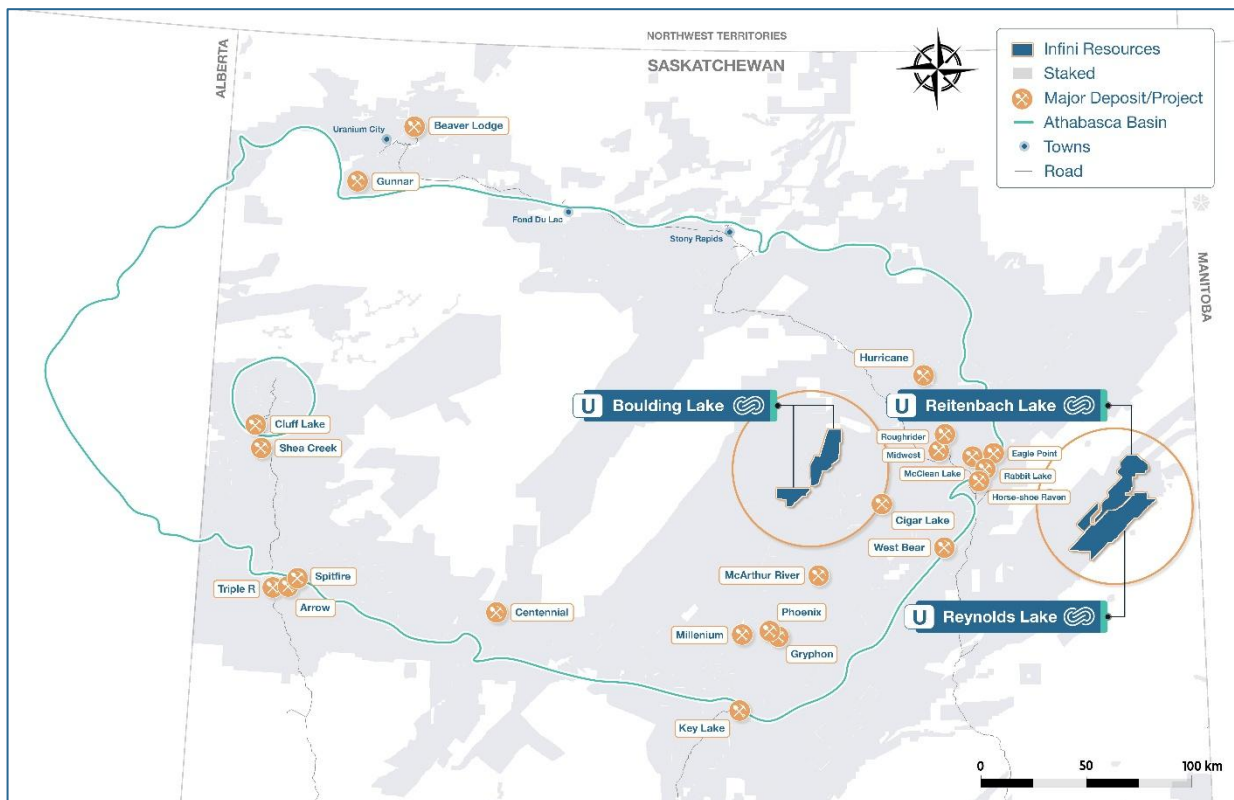 NORTHWEST TERRITORIES
SASKATCHEWAN
ALBERTA
MANITOBA
Infini Resources
Staked
Major Deposit/Project
Athabasca Basin
Towns
Road
Uranium City
Beaver Lodge
Gunnar
Fond Du Lac
Stony Rapids
Hurricane
U Boulding Lake
U Reitenbach Lake
Cluff Lake
Shea Creek
Roughrider
Midwest
McClean Lake
Eagle Point
Rabbit Lake
Horse-shoe Raven
Cigar Lake
West Bear
McArthur River
Spitfire
Triple R
Arrow
Centennial
Phoenix
Millenium
Gryphon
U Reynolds Lake
Key Lake
0 50 100 km